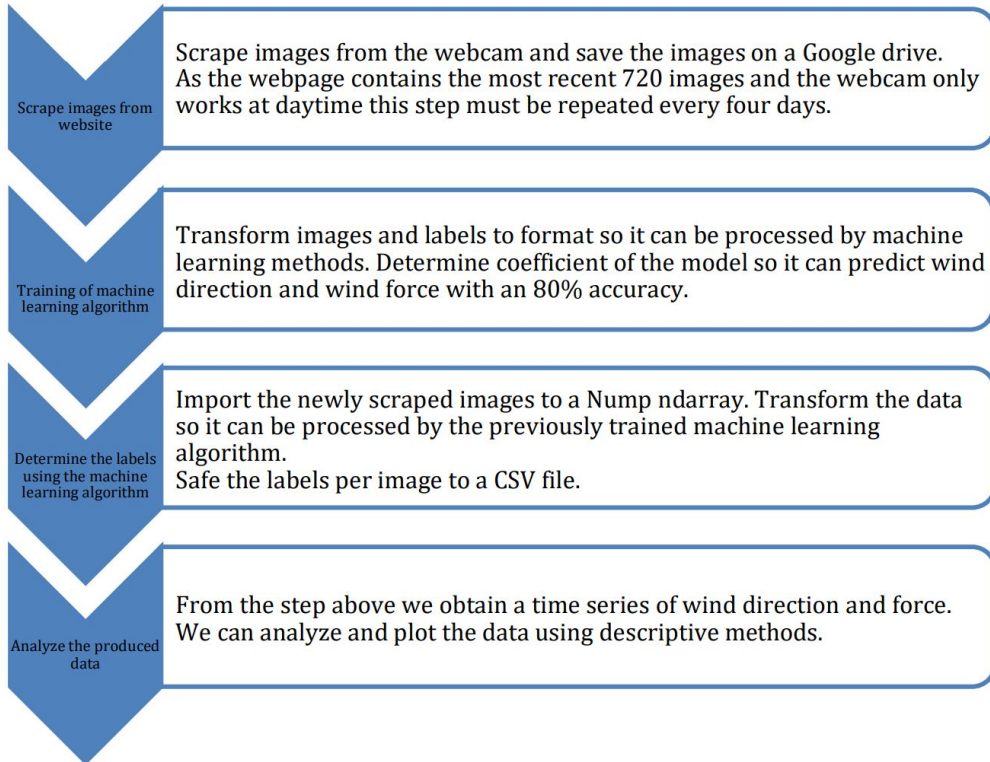 Scrape images from
website
Scrape images from the webcam and save the images on a Google drive.
As the webpage contains the most recent 720 images and the webcam only
works at daytime this step must be repeated every four days.
Training of machine
learning algorithm
Transform images and labels to format so it can be processed by machine
learning methods. Determine coefficient of the model so it can predict wind
direction and wind force with an 80% accuracy.
Determine the labels
using the machine
learning algorithm
Import the newly scraped images to a Nump ndarray. Transform the data
so it can be processed by the previously trained machine learning
algorithm.
Safe the labels per image to a CSV file.
Analyze the produced
data
From the step above we obtain a time series of wind direction and force.
We can analyze and plot the data using descriptive methods.